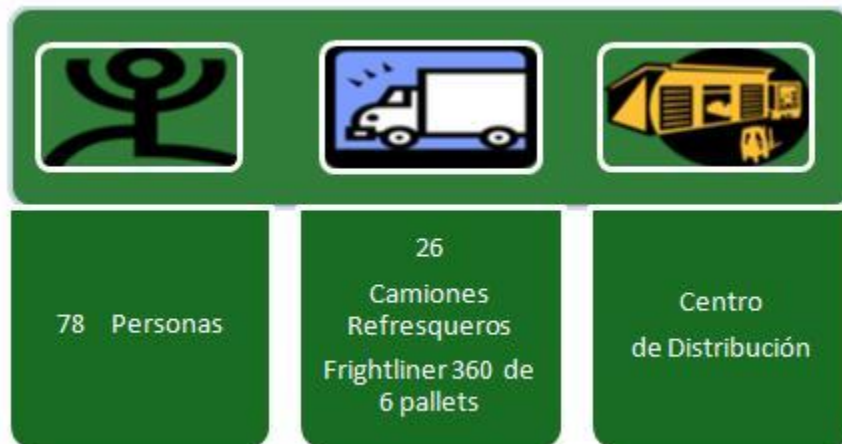 78 Personas
26
Camiones
Refresqueros
Frightliner 360 de
6 pallets
Centro
de Distribución